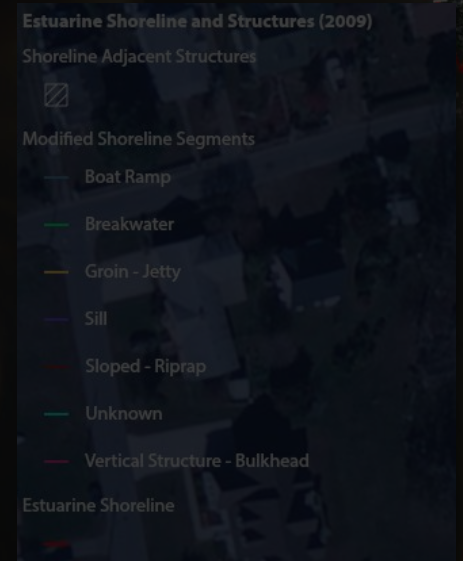 Estuarine Shoreline and Structures (2009)
Shoreline Adjacent Structures
Modified Shoreline Segments
Boat Ramp
Breakwater
Groin - Jetty
Sill
Sloped - Riprap
Unknown
Vertical Structure - Bulkhead
Estuarine Shoreline